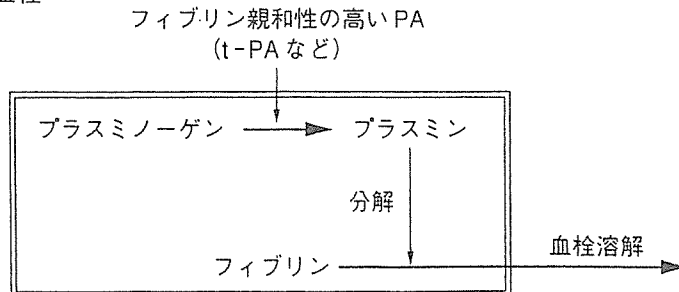 フィブリン親和性の高いPA
(t-PAなど)
プラスミノーゲン
プラスミン
分解
血栓溶解
フィブリン